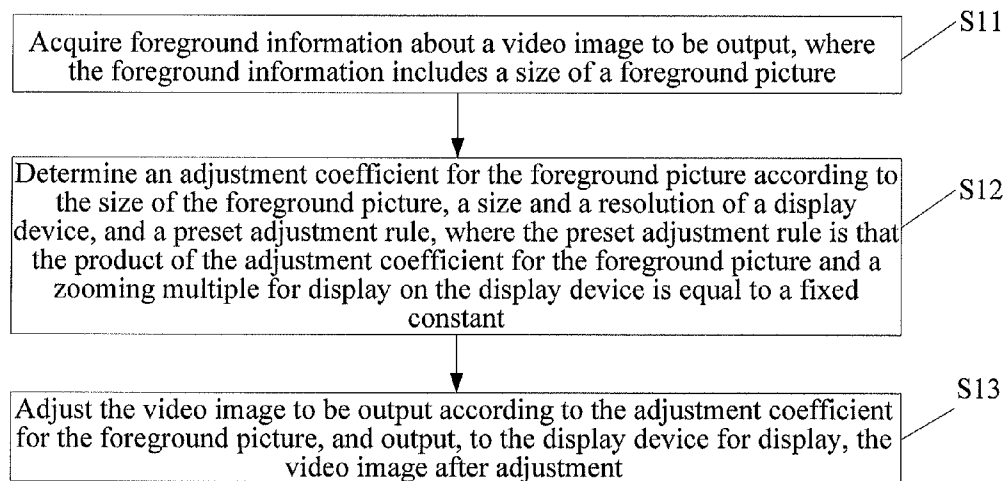 S11
Acquire foreground information about a video image to be output, where
the foreground information includes a size of a foreground picture
Determine an adjustment coefficient for the foreground picture according to
the size of the foreground picture, a size and a resolution of a display
device, and a preset adjustment rule, where the preset adjustment rule is that
the product of the adjustment coefficient for the foreground picture and a
zooming multiple for display on the display device is equal to a fixed
constant
S12
S13
Adjust the video image to be output according to the adjustment coefficient
for the foreground picture, and output, to the display device for display, the
video image after adjustment